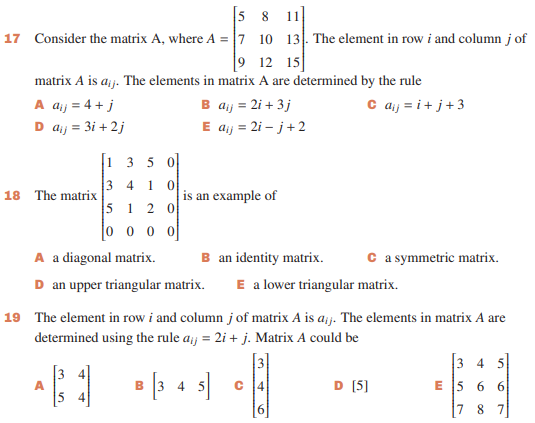 17 Consider the matrix A, where A = [5 8 11; 7 10 13; 9 12 15]. The element in row i and column j of
matrix A is aᵢⱼ. The elements in matrix A are determined by the rule
A aᵢⱼ = 4 + j B aᵢⱼ = 2i + 3j C aᵢⱼ = i + j + 3
D aᵢⱼ = 3i + 2j E aᵢⱼ = 2i − j + 2
18 The matrix [1 3 5 0; 3 4 1 0; 5 1 2 0; 0 0 0 0] is an example of
A a diagonal matrix. B an identity matrix. C a symmetric matrix.
D an upper triangular matrix. E a lower triangular matrix.
19 The element in row i and column j of matrix A is aᵢⱼ. The elements in matrix A are
determined using the rule aᵢⱼ = 2i + j. Matrix A could be
A [3 4; 5 4] B [3 4 5] C [3; 4; 6] D [5] E [3 4 5; 5 6 6; 7 8 7]